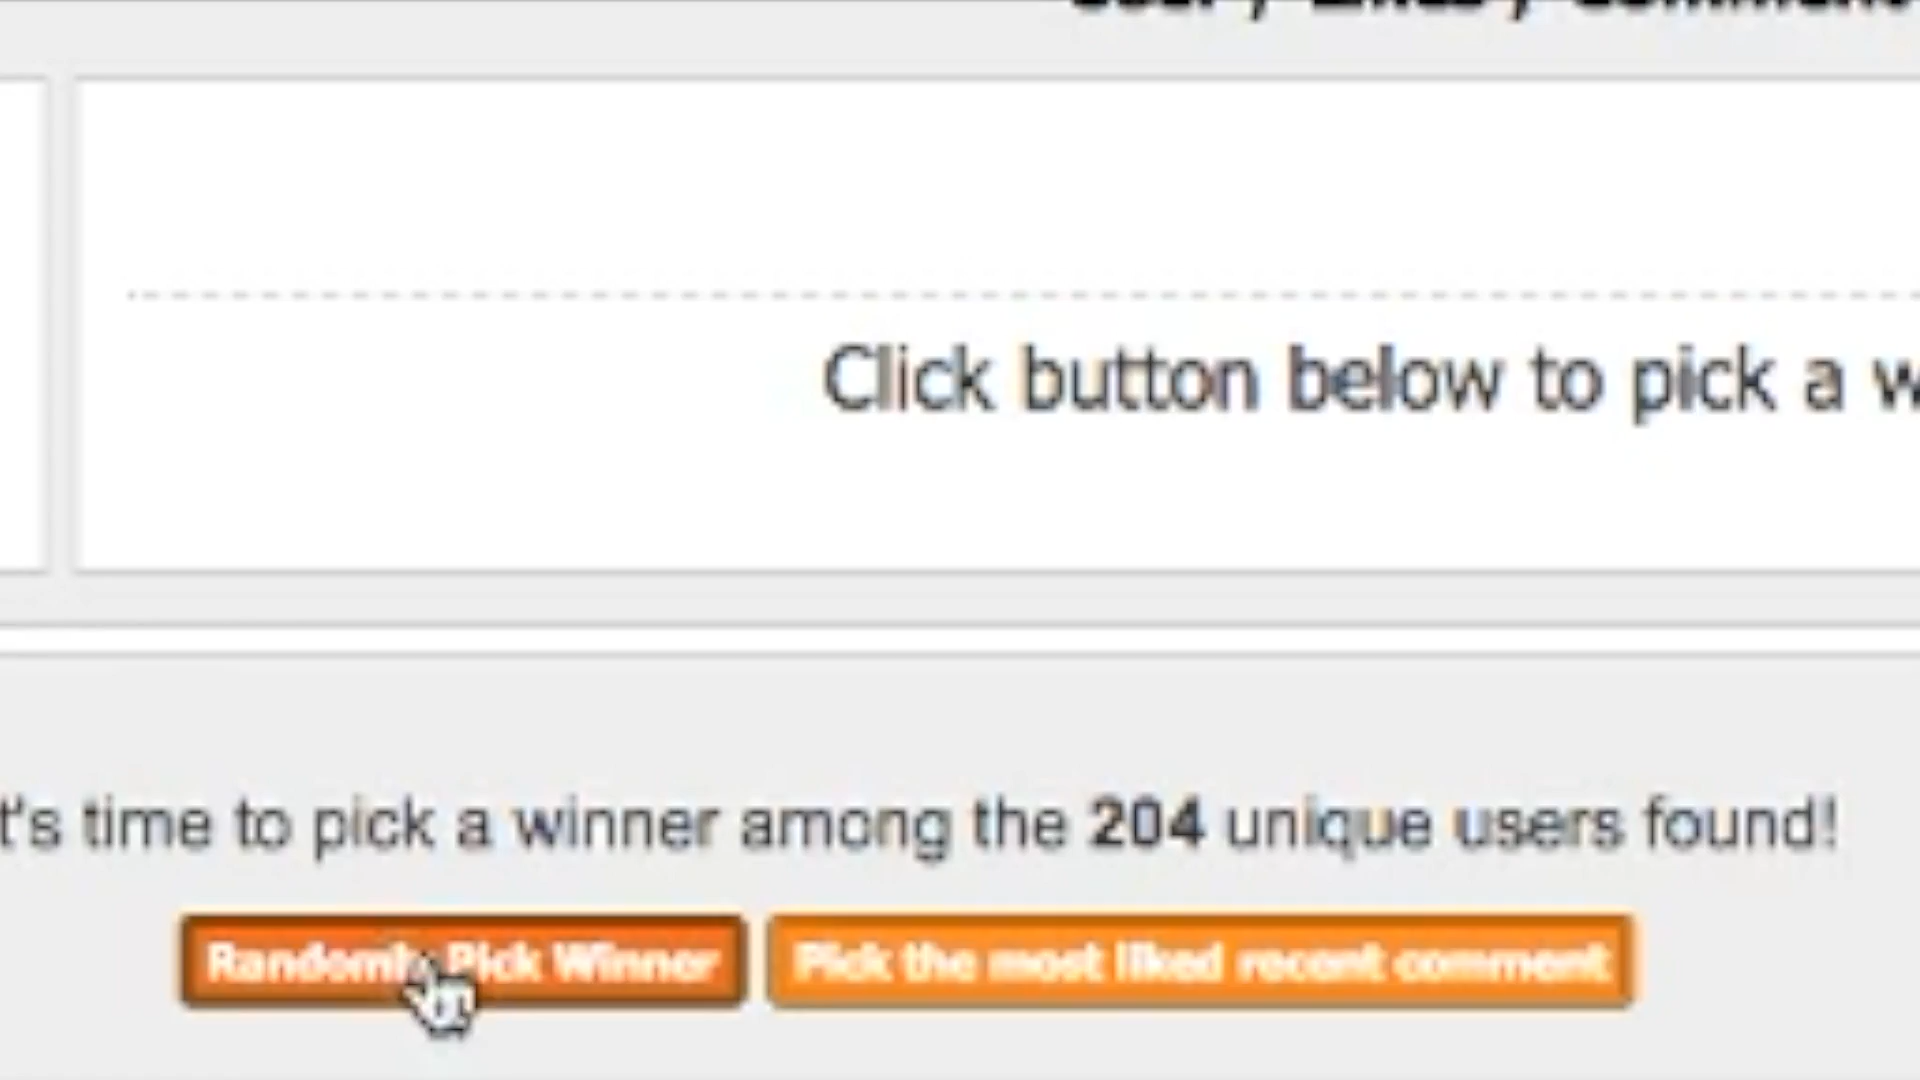 Click button below to pick a
t's time to pick a winner among the 204 unique users found!
Randomly Pick Winner
Pick the most liked recent comment